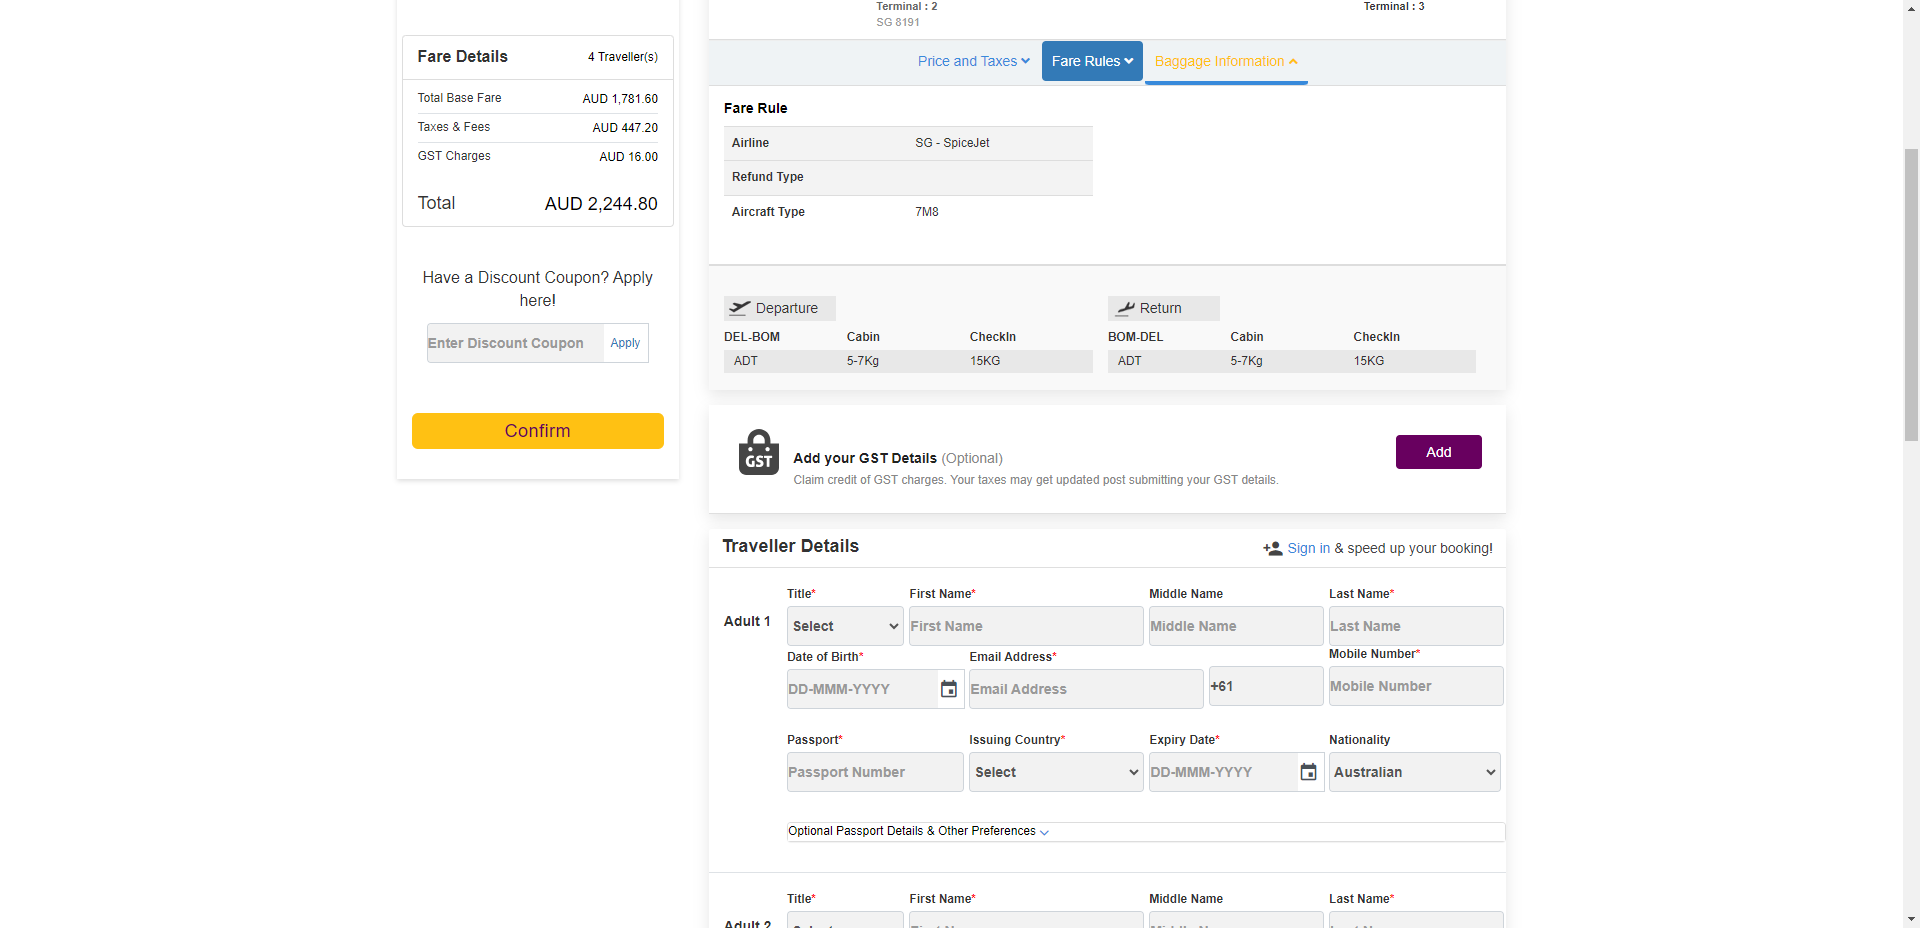 Terminal : 2
Terminal : 3
SG 8191
Fare Details
4 Traveller(s)
Total Base Fare
AUD 1,781.60
Taxes & Fees
AUD 447.20
GST Charges
AUD 16.00
Total
AUD 2,244.80
Have a Discount Coupon? Apply
here!
Enter Discount Coupon
Apply
Confirm
Price and Taxes
Fare Rules
Baggage Information
Fare Rule
Airline
SG - SpiceJet
Refund Type
Aircraft Type
7M8
Departure
DEL-BOM
Cabin
CheckIn
ADT
5-7Kg
15KG
Return
BOM-DEL
Cabin
CheckIn
ADT
5-7Kg
15KG
GST
Add your GST Details (Optional)
Claim credit of GST charges. Your taxes may get updated post submitting your GST details.
Add
Traveller Details
Sign in & speed up your booking!
Adult 1
Title*
First Name*
Middle Name
Last Name*
Select
First Name
Middle Name
Last Name
Date of Birth*
Email Address*
Mobile Number*
DD-MMM-YYYY
Email Address
+61
Mobile Number
Passport*
Issuing Country*
Expiry Date*
Nationality
Passport Number
Select
DD-MMM-YYYY
Australian
Optional Passport Details & Other Preferences
Title*
First Name*
Middle Name
Last Name*
Adult 2